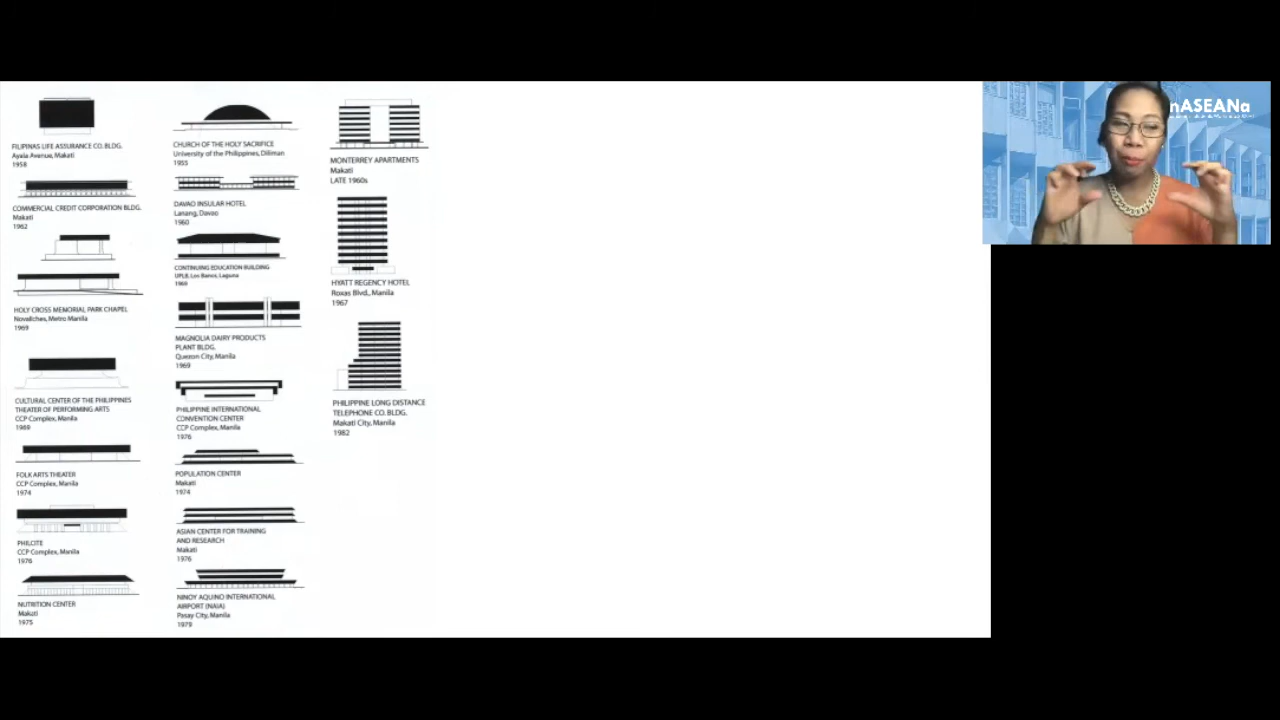 FILIPINAS LIFE ASSURANCE CO. BLDG.
Ayala Avenue, Makati
1958
COMMERCIAL CREDIT CORPORATION BLDG.
Makati
1962
HOLY CROSS MEMORIAL PARK CHAPEL
Novaliches, Metro Manila
1969
CULTURAL CENTER OF THE PHILIPPINES
THEATER OF PERFORMING ARTS
CCP Complex, Manila
1969
FOLK ARTS THEATER
CCP Complex, Manila
1974
PHILCITE
CCP Complex, Manila
1976
NUTRITION CENTER
Makati
1975
CHURCH OF THE HOLY SACRIFICE
University of the Philippines, Diliman
1955
DAVAO INSULAR HOTEL
Lanang, Davao
1960
CONTINUING EDUCATION BUILDING
UPLB, Los Banos, Laguna
1969
MAGNOLIA DAIRY PRODUCTS
PLANT BLDG.
Quezon City, Manila
1969
PHILIPPINE INTERNATIONAL
CONVENTION CENTER
CCP Complex, Manila
1976
POPULATION CENTER
Makati
1974
ASIAN CENTER FOR TRAINING
AND RESEARCH
Makati
1976
NINOY AQUINO INTERNATIONAL
AIRPORT (NAIA)
Pasay City, Manila
1979
MONTERREY APARTMENTS
Makati
LATE 1960s
HYATT REGENCY HOTEL
Roxas Blvd., Manila
1967
PHILIPPINE LONG DISTANCE
TELEPHONE CO. BLDG.
Makati City, Manila
1982
nASEANa